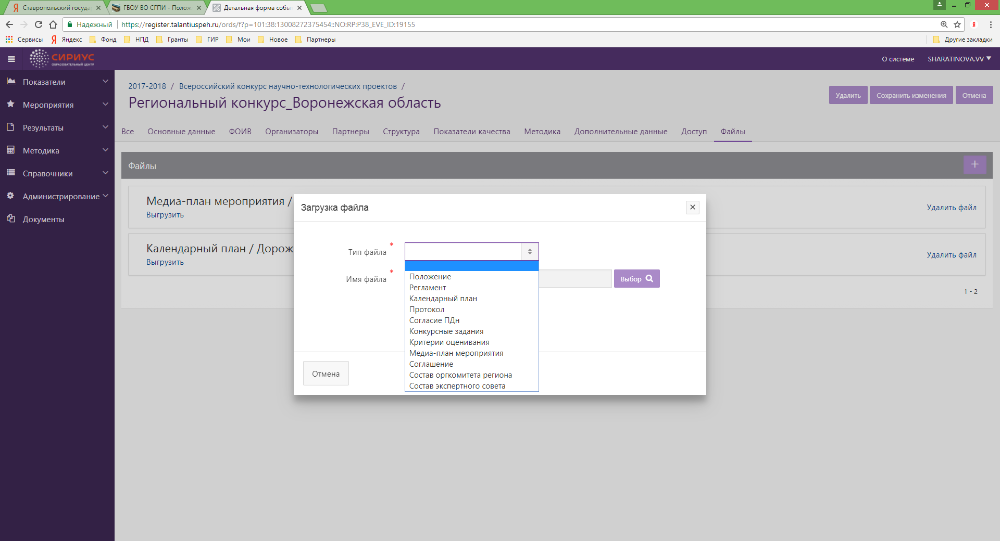 Ставропольский госуда
ГБОУ ВО СГПИ - Полож
Детальная форма событ
Надежный
https://register.talantiuspeh.ru/ords/f?p=101:38:13008272375454::NO:RP:P38_EVE_ID:19155
Сервисы Яндекс Фонд НПД Гранты ГИР Мои Новое Партнеры Другие закладки
СИРИУС
ОБРАЗОВАТЕЛЬНЫЙ ЦЕНТР
О системе SHARATINOVA.VV
Показатели
Мероприятия
Результаты
Методика
Справочники
Администрирование
Документы
2017-2018 / Всероссийский конкурс научно-технологических проектов /
Региональный конкурс_Воронежская область
Удалить Сохранить изменения Отмена
Все Основные данные ФОИВ Организаторы Партнеры Структура Показатели качества Методика Дополнительные данные Доступ Файлы
Файлы
+
Медиа-план мероприятия /
Выгрузить
Удалить файл
Календарный план / Дорож
Выгрузить
Удалить файл
1 - 2
Загрузка файла
Тип файла *
Имя файла *
Выбор
Положение
Регламент
Календарный план
Протокол
Согласие ПДн
Конкурсные задания
Критерии оценивания
Медиа-план мероприятия
Соглашение
Состав оргкомитета региона
Состав экспертного совета
Отмена